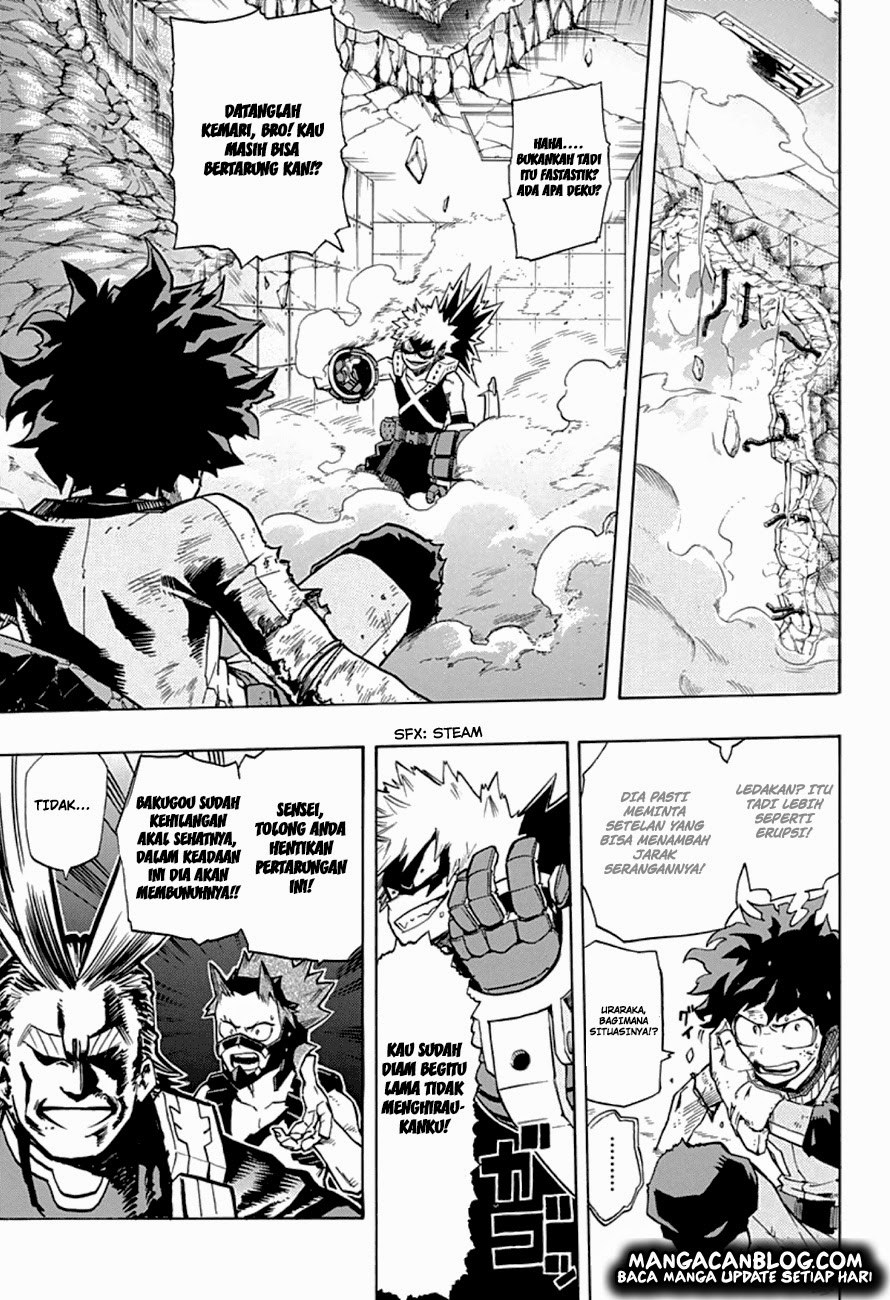 HAHA....
BUKANKAH TADI
ITU FASTASTIK?
ADA APA DEKU?
DATANGLAH
KEMARI, BRO! KAU
MASIH BISA
BERTARUNG KAN!?
SFX: STEAM
LEDAKAN? ITU
TADI LEBIH
SEPERTI
ERUPSI!
DIA PASTI
MEMINTA
SETELAN YANG
BISA MENAMBAH
JARAK
SERANGANNYA!
URARAKA,
BAGIMANA
SITUASINYA!?
.........
KAU SUDAH
DIAM BEGITU
LAMA TIDAK
MENGHIRAU-
KANKU!
ガゴン
SENSEI,
TOLONG ANDA
HENTIKAN
PERTARUNGAN
INI!
BAKUGOU SUDAH
KEHILANGAN
AKAL SEHATNYA,
DALAM KEADAAN
INI DIA AKAN
MEMBUNUHNYA!!
TIDAK...
MANGACANBLOG.COM
BACA MANGA UPDATE SETIAP HARI